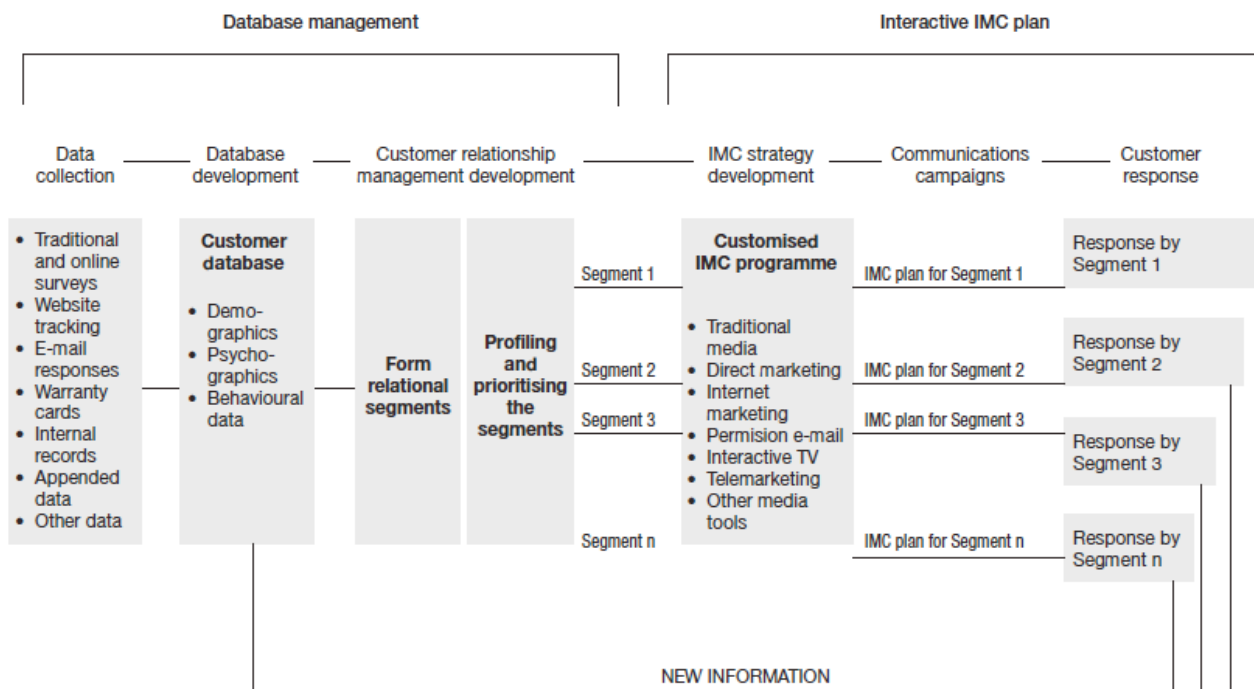 Database management
Interactive IMC plan
Data
collection
Database
development
Customer relationship
management development
IMC strategy
development
Communications
campaigns
Customer
response
• Traditional
and online
surveys
• Website
tracking
• E-mail
responses
• Warranty
cards
• Internal
records
• Appended
data
• Other data
Customer
database
• Demo-
graphics
• Psycho-
graphics
• Behavioural
data
Form
relational
segments
Profiling
and
prioritising
the
segments
Segment 1
Segment 2
Segment 3
Segment n
Customised
IMC programme
• Traditional
media
• Direct marketing
• Internet
marketing
• Permision e-mail
• Interactive TV
• Telemarketing
• Other media
tools
IMC plan for Segment 1
IMC plan for Segment 2
IMC plan for Segment 3
IMC plan for Segment n
Response by
Segment 1
Response by
Segment 2
Response by
Segment 3
Response by
Segment n
NEW INFORMATION